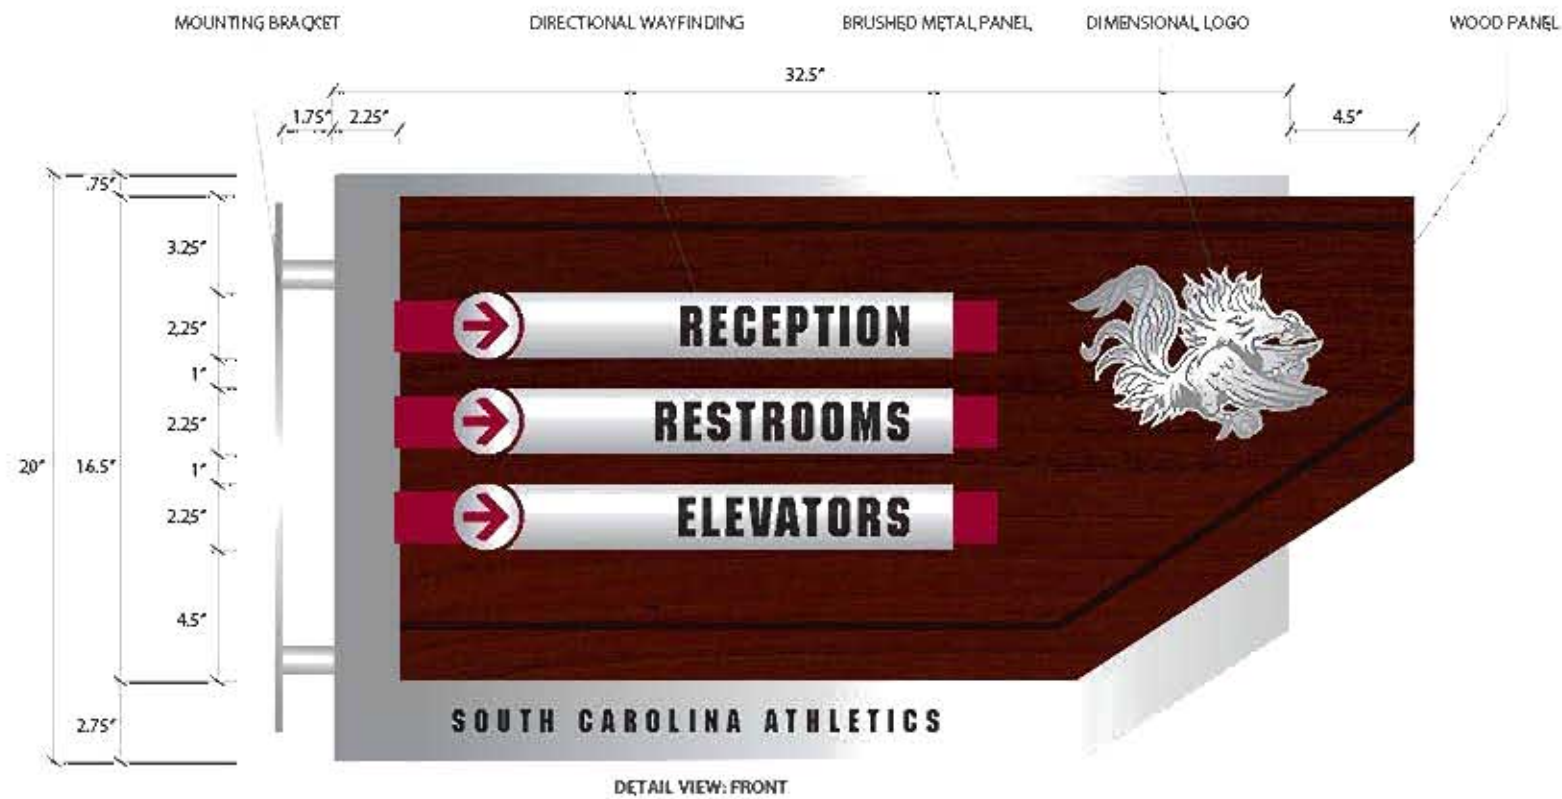 MOUNTING BRACKET DIRECTIONAL WAYFINDING BRUSHED METAL PANEL DIMENSIONAL LOGO WOOD PANEL
32.5"
1.75" 2.25" 4.5"
.75"
3.25"
2.25"
RECEPTION
1"
2.25"
RESTROOMS
20" 16.5" 1"
2.25"
ELEVATORS
4.5"
2.75"
SOUTH CAROLINA ATHLETICS
DETAIL VIEW: FRONT